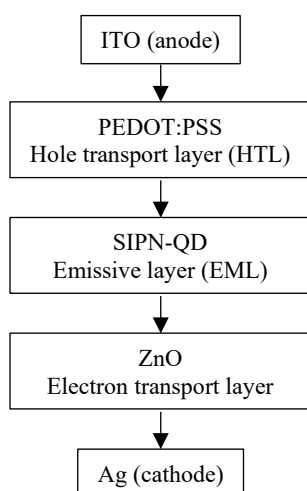 ITO (anode)
PEDOT:PSS
Hole transport layer (HTL)
SIPN-QD
Emissive layer (EML)
ZnO
Electron transport layer
Ag (cathode)